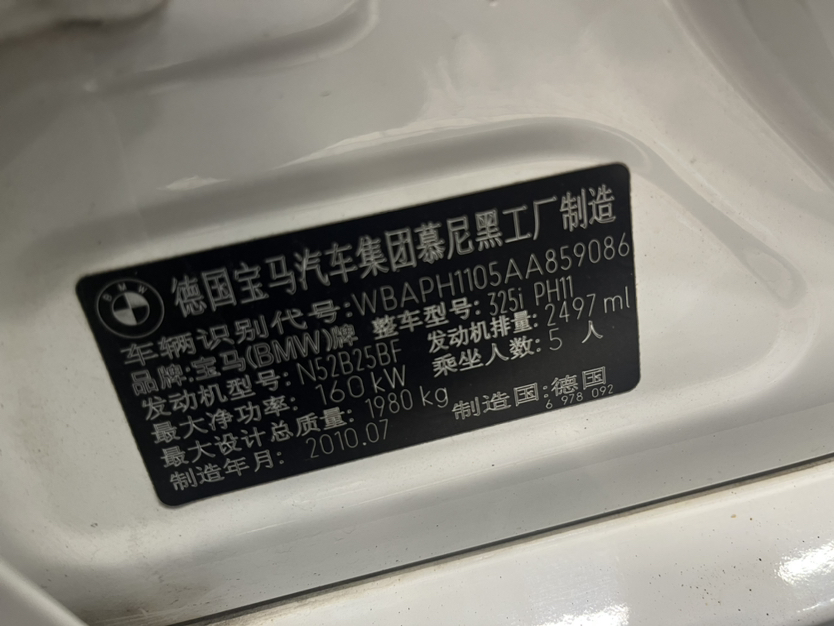 BMW
德国宝马汽车集团慕尼黑工厂制造
车辆识别代号:WBAPH1105AA859086
品牌:宝马(BMW)牌 整车型号:325i PH11
发动机型号:N52B25BF 发动机排量:2497 ml
最大净功率: 160 kW 乘坐人数:5 人
最大设计总质量:1980 kg
制造年月: 2010.07 制造国:德国
6 978 092